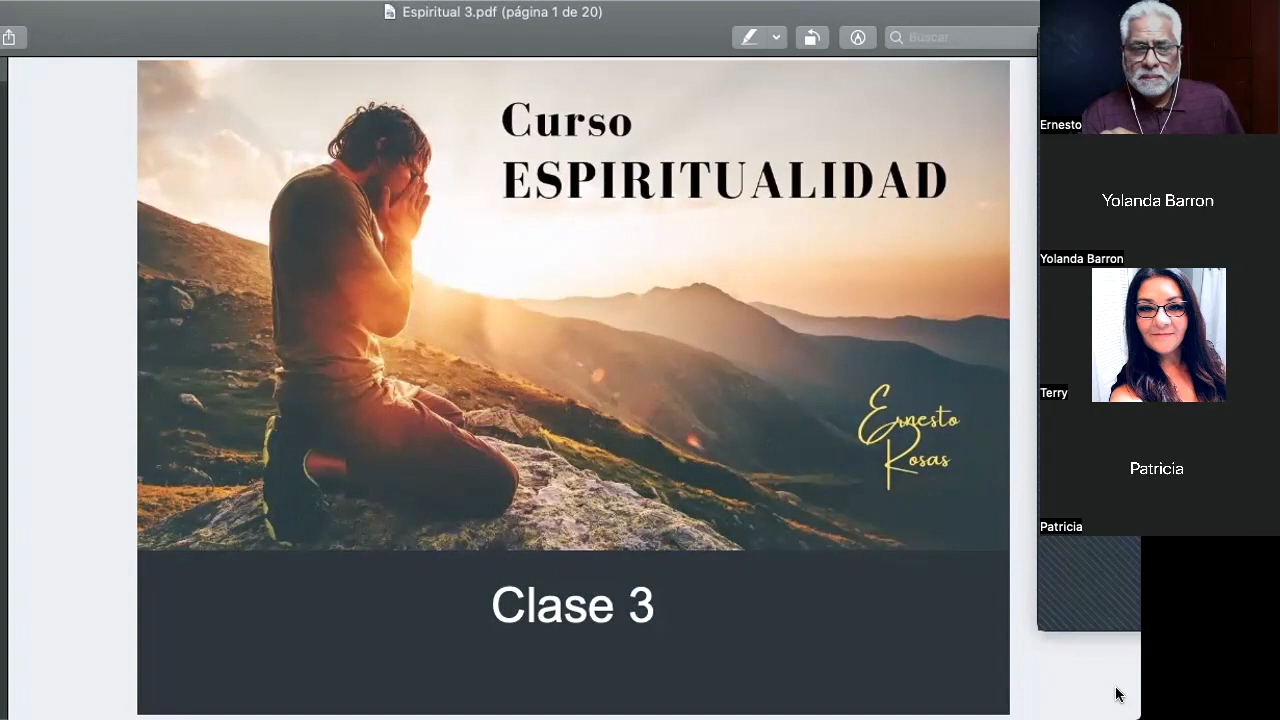 Espiritual 3.pdf (página 1 de 20)
Buscar
Curso
ESPIRITUALIDAD
Ernesto
Rosas
Clase 3
Ernesto
Yolanda Barron
Yolanda Barron
Terry
Patricia
Patricia